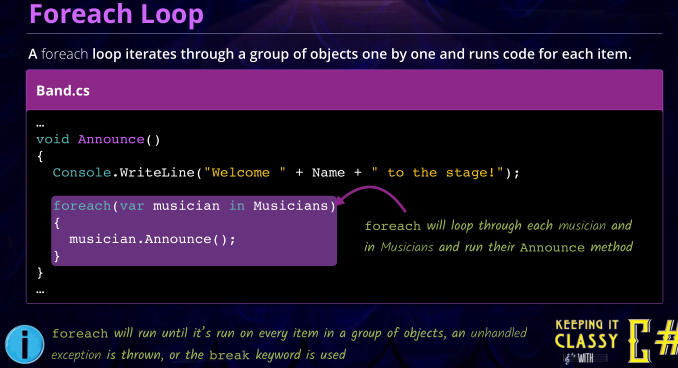 Foreach Loop
A foreach loop iterates through a group of objects one by one and runs code for each item.
Band.cs
…
void Announce()
{
Console.WriteLine("Welcome " + Name + " to the stage!");
foreach(var musician in Musicians)
{
musician.Announce();
}
}
…
foreach will loop through each musician and
in Musicians and run their Announce method
foreach will run until it's run on every item in a group of objects, an unhandled
exception is thrown, or the break keyword is used
KEEPING IT
CLASSY
WITH
C#